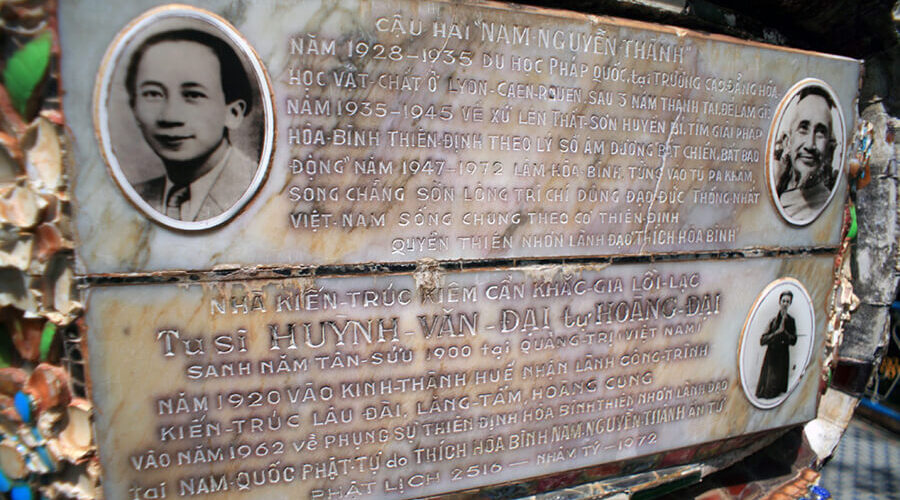 CẬU HAI "NAM-NGUYỄN-THÀNH"
NĂM 1928-1935 DU HỌC PHÁP QUỐC, tại TRƯỜNG CAO-ĐẲNG HÓA-
HỌC VẬT-CHẤT Ở LYON-CAEN-ROUEN, SAU 3 NĂM THÀNH TÀI,
NĂM 1935-1945 VỀ XỨ LÊN THẤT-SƠN HUYỀN BÍ, TÌM GIẢI PHÁP
HÒA-BÌNH THIÊN-ĐỊNH THEO LÝ SỐ ÂM DƯƠNG BẤT CHIẾN, BẤT BẠO
ĐỘNG" NĂM 1947-1972 LÀM HÒA-BÌNH, TỪNG VÀO TÙ RA KHÁM,
SONG CHẲNG SỜN LÒNG TRÍ CHỈ DÙNG ĐẠO ĐỨC THỐNG-NHẤT
VIỆT-NAM SỐNG CHUNG THEO CƠ THIÊN-ĐỊNH
QUYỀN THIÊN NHƠN LÃNH ĐẠO "THÍCH HÒA BÌNH"
NHÀ KIẾN-TRÚC KIÊM CẨN KHẮC-GIA LỖI-LẠC
Tu sĩ HUỲNH-VĂN-ĐẠI tự HOÀNG-ĐẠI
SANH NĂM TÂN-SỬU 1900 tại QUẢNG-TRỊ (VIỆT NAM)
NĂM 1920 VÀO KINH-THÀNH HUẾ NHẬN LÃNH CÔNG-TRÌNH
KIẾN-TRÚC LÂU ĐÀI, LĂNG-TẨM, HOÀNG CUNG
VÀO NĂM 1962 VỀ PHỤNG SỰ THIÊN ĐỊNH HÒA BÌNH THIÊN NHƠN LÃNH ĐẠO
tại NAM-QUỐC PHẬT-TỰ do THÍCH HÒA BÌNH NAM-NGUYỄN-THÀNH ẤN TỰ
PHẬT LỊCH 2516 - NHÂM TÝ - 1972